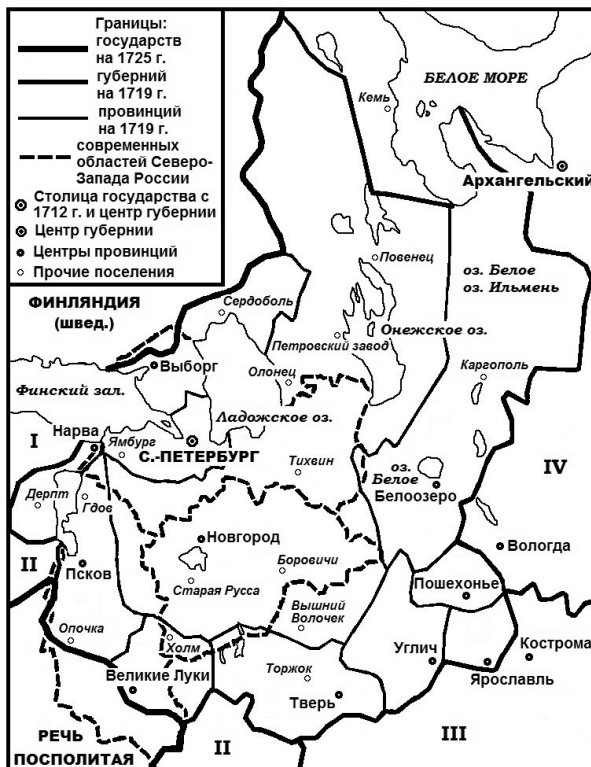 Границы:
государств
на 1725 г.
губерний
на 1719 г.
провинций
на 1719 г.
современных
областей Северо-
Запада России
Столица государства с
1712 г. и центр губернии
Центр губернии
Центры провинций
Прочие поселения
БЕЛОЕ МОРЕ
Кемь
Архангельский
Повенец
оз. Белое
оз. Ильмень
ФИНЛЯНДИЯ
(швед.)
Сердоболь
Онежское оз.
Петровский завод
Выборг
Олонец
Каргополь
Финский зал.
Ладожское оз.
I
Нарва
Ямбург
С.-ПЕТЕРБУРГ
Тихвин
оз.
Белое
Белоозеро
IV
Дерпт
Гдов
II
Новгород
Вологда
Псков
Боровичи
Пошехонье
Старая Русса
Вышний
Волочек
Опочка
Холм
Углич
Кострома
Великие Луки
Торжок
Ярославль
Тверь
РЕЧЬ
ПОСПОЛИТАЯ
II
III